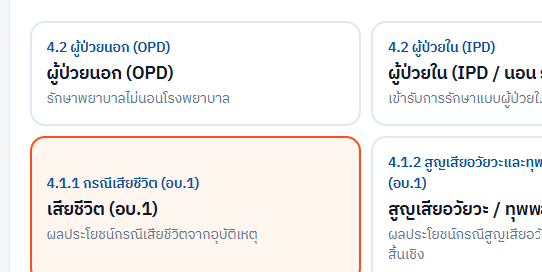 4.2 ผู้ป่วยนอก (OPD)
ผู้ป่วยนอก (OPD)
รักษาพยาบาลไม่นอนโรงพยาบาล
4.2 ผู้ป่วยใน (IPD)
ผู้ป่วยใน (IPD / นอน
เข้ารับการรักษาแบบผู้ป่วยใ
4.1.1 กรณีเสียชีวิต (อบ.1)
เสียชีวิต (อบ.1)
ผลประโยชน์กรณีเสียชีวิตจากอุบัติเหตุ
4.1.2 สูญเสียอวัยวะและทุพ
(อบ.1)
สูญเสียอวัยวะ / ทุพพ
ผลประโยชน์กรณีสูญเสียอวั
สิ้นเชิง